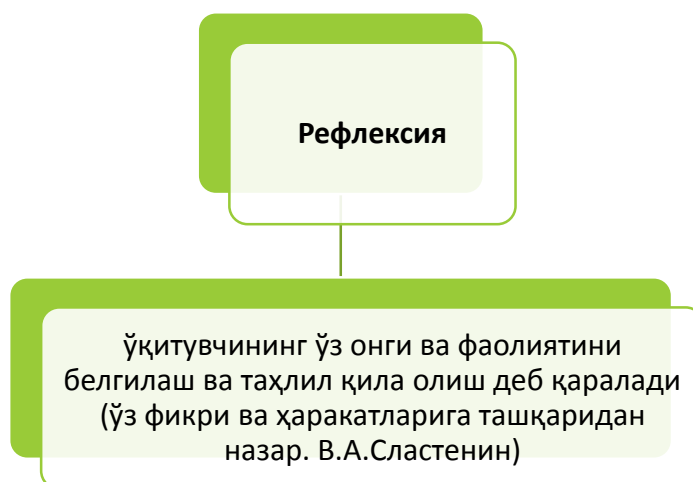 Рефлексия
ўқитувчининг ўз онги ва фаолиятини
белгилаш ва таҳлил қила олиш деб қаралади
(ўз фикри ва ҳаракатларига ташқаридан
назар. В.А.Сластенин)